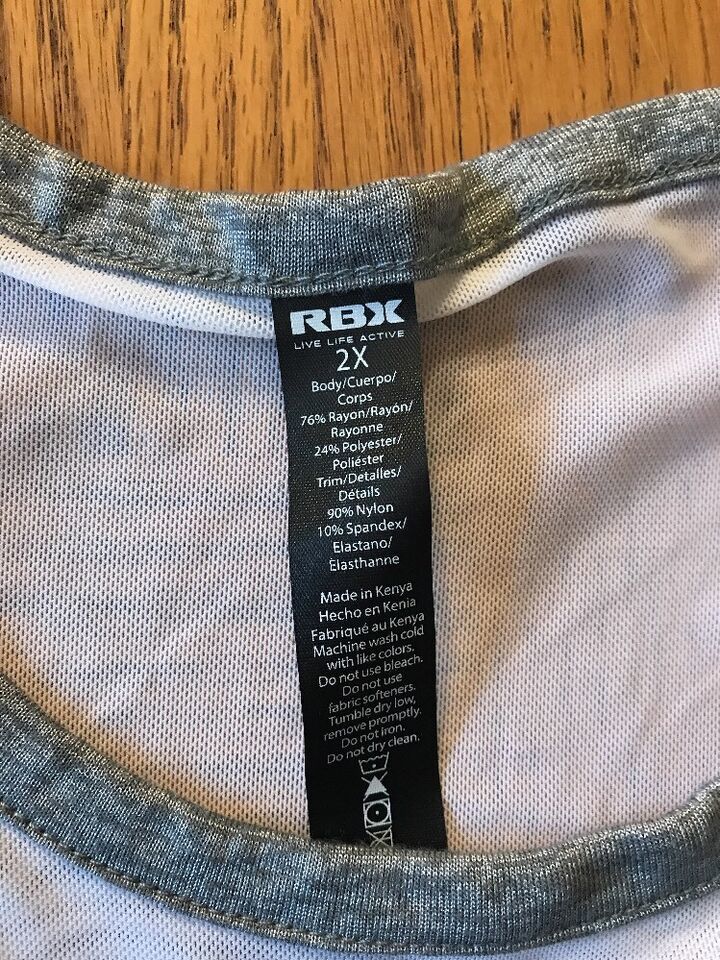 RBX
LIVE LIFE ACTIVE
2X
Body/Cuerpo/
Corps
76% Rayon/Rayón/
Rayonne
24% Polyester/
Poliéster
Trim/Detalles/
Détails
90% Nylon
10% Spandex/
Elastano/
Élasthanne
Made in Kenya
Hecho en Kenia
Fabriqué au Kenya
Machine wash cold
with like colors.
Do not use bleach.
Do not use
fabric softeners.
Tumble dry low,
remove promptly.
Do not iron.
Do not dry clean.